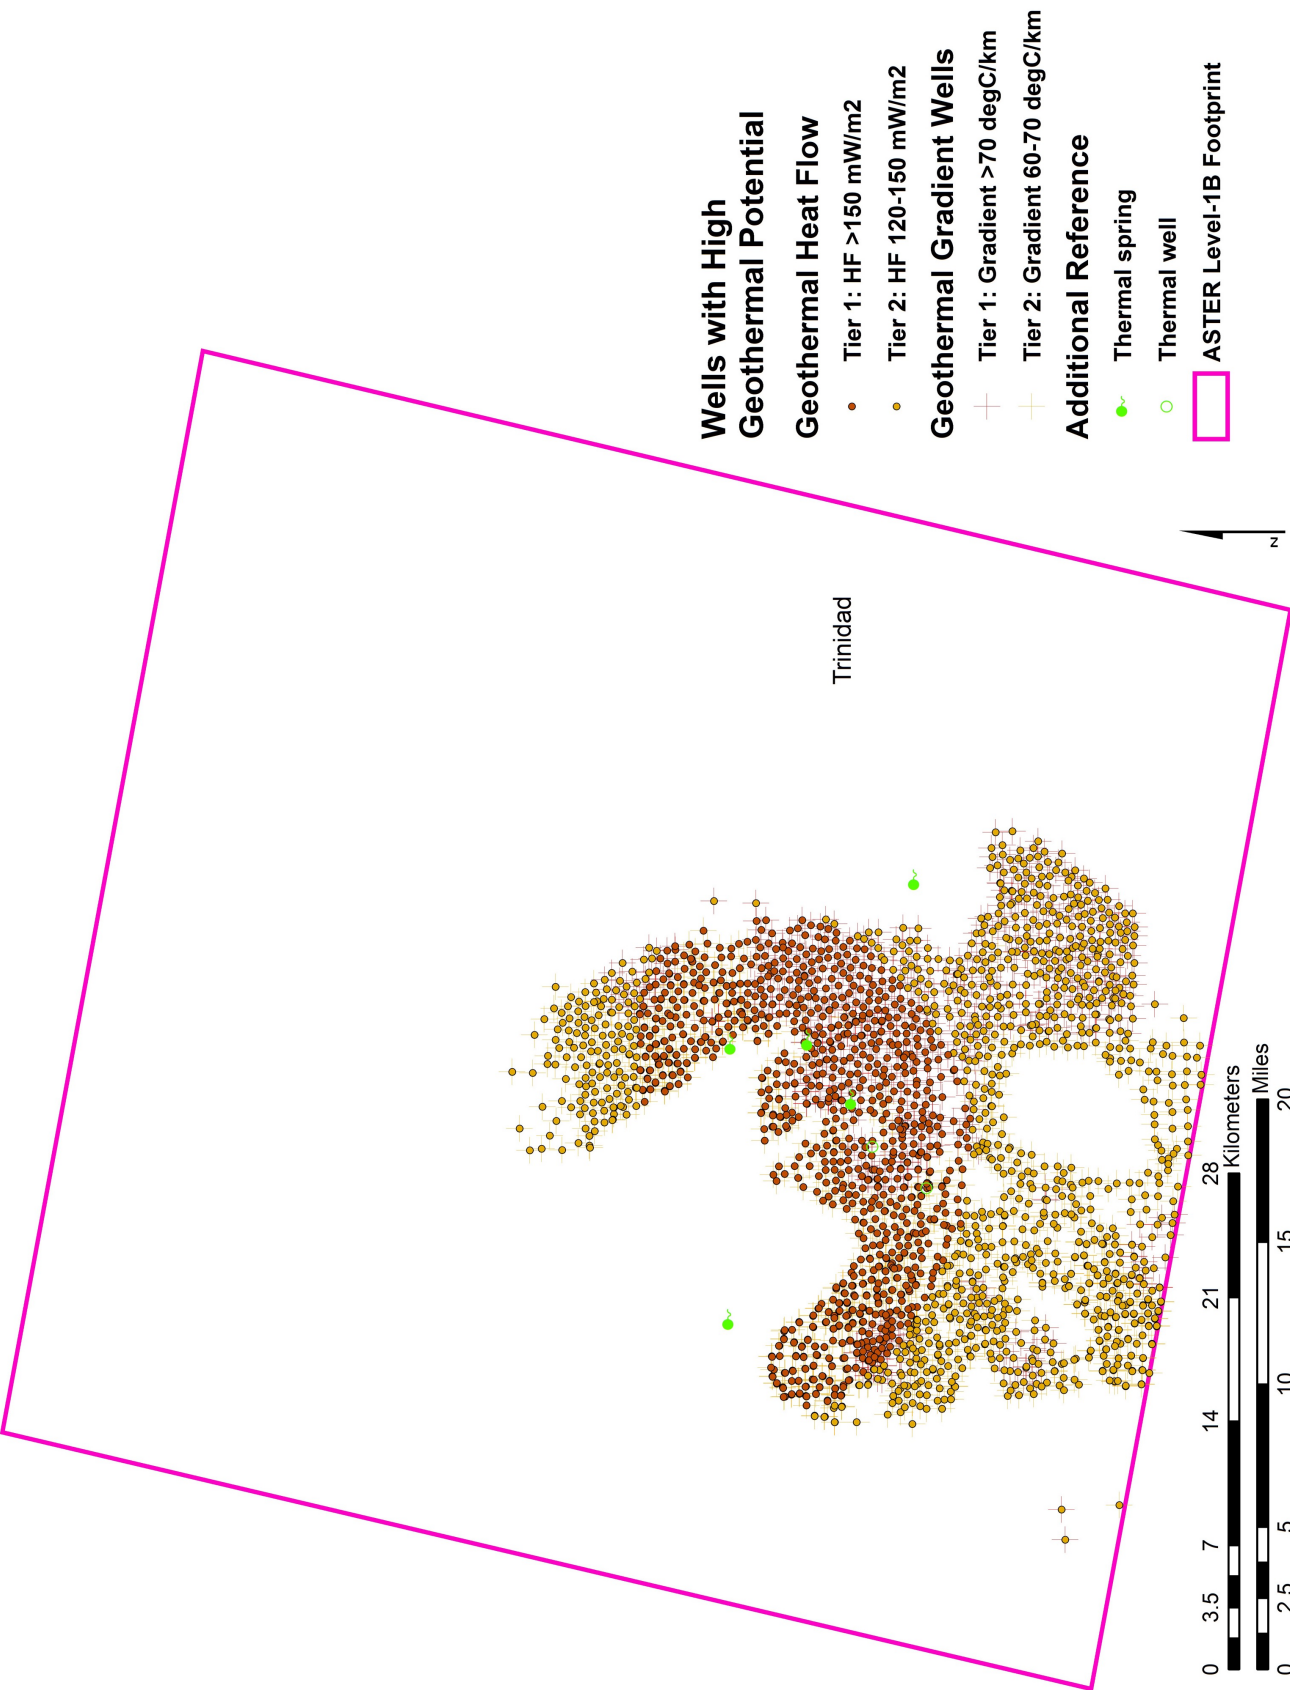 Wells with High
Geothermal Potential
Geothermal Heat Flow
Tier 1: HF >150 mW/m2
Tier 2: HF 120-150 mW/m2
Geothermal Gradient Wells
Tier 1: Gradient >70 degC/km
Tier 2: Gradient 60-70 degC/km
Additional Reference
Thermal spring
Thermal well
ASTER Level-1B Footprint
Trinidad
N
0 3.5 7 14 21 28
Kilometers
0 2.5 5 10 15 20
Miles